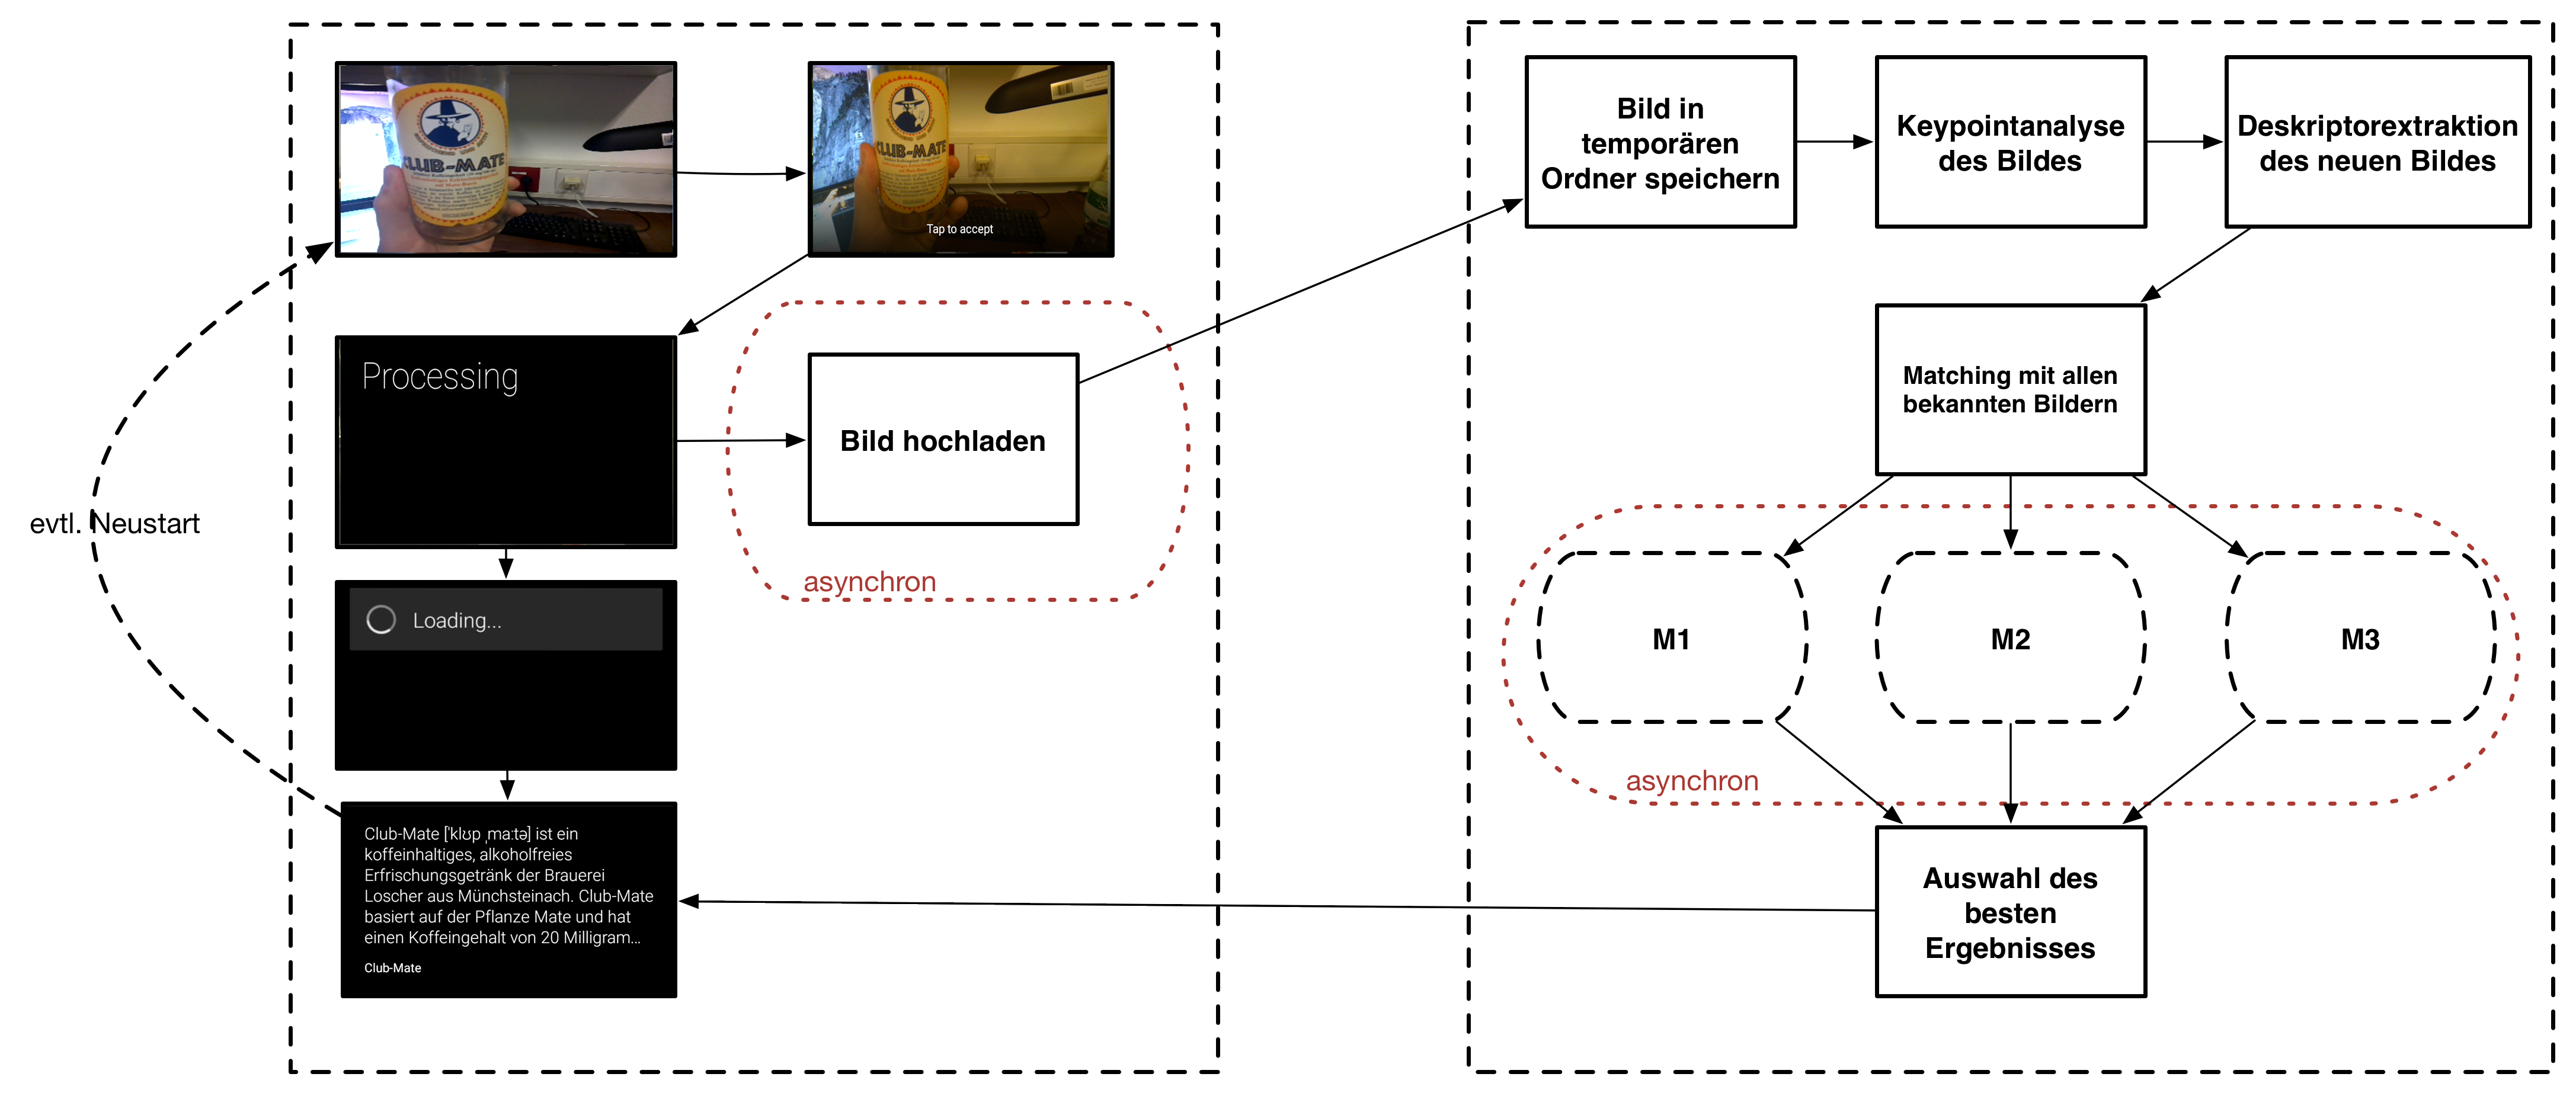 KLUB-MATE
LUB-MATE
Tap to accept
Processing
Bild hochladen
asynchron
evtl. Neustart
Loading...
Club-Mate [ˈklʊp ˌmaːtə] ist ein
koffeinhaltiges, alkoholfreies
Erfrischungsgetränk der Brauerei
Loscher aus Münchsteinach. Club-Mate
basiert auf der Pflanze Mate und hat
einen Koffeingehalt von 20 Milligram...
Club-Mate
Bild in
temporären
Ordner speichern
Keypointanalyse
des Bildes
Deskriptorextraktion
des neuen Bildes
Matching mit allen
bekannten Bildern
M1
M2
M3
asynchron
Auswahl des
besten
Ergebnisses